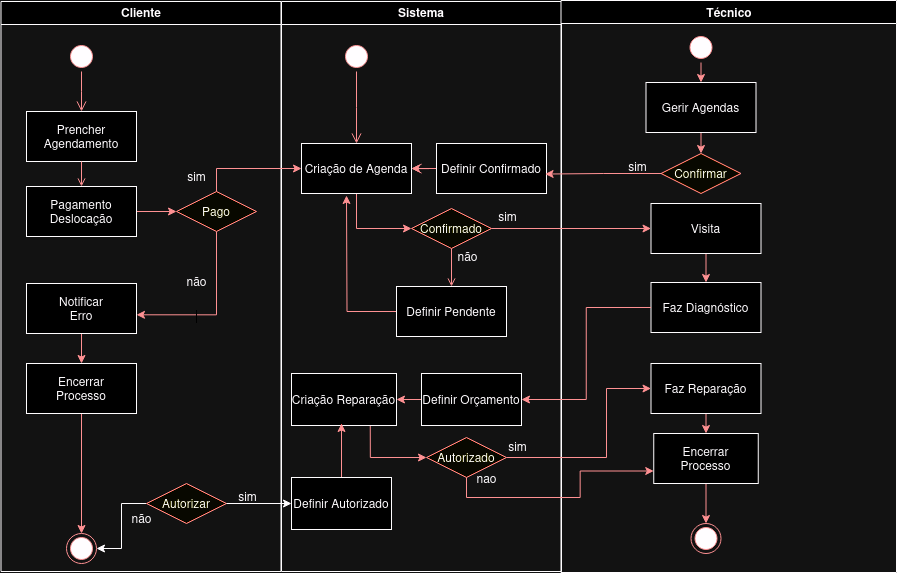 Cliente
Sistema
Técnico
Prencher
Agendamento
Pagamento
Deslocação
Pago
sim
não
Notificar
Erro
Encerrar
Processo
Autorizar
sim
não
Criação de Agenda
Definir Confirmado
Confirmado
sim
não
Definir Pendente
Criação Reparação
Definir Orçamento
Autorizado
sim
nao
Definir Autorizado
Gerir Agendas
Confirmar
sim
Visita
Faz Diagnóstico
Faz Reparação
Encerrar
Processo